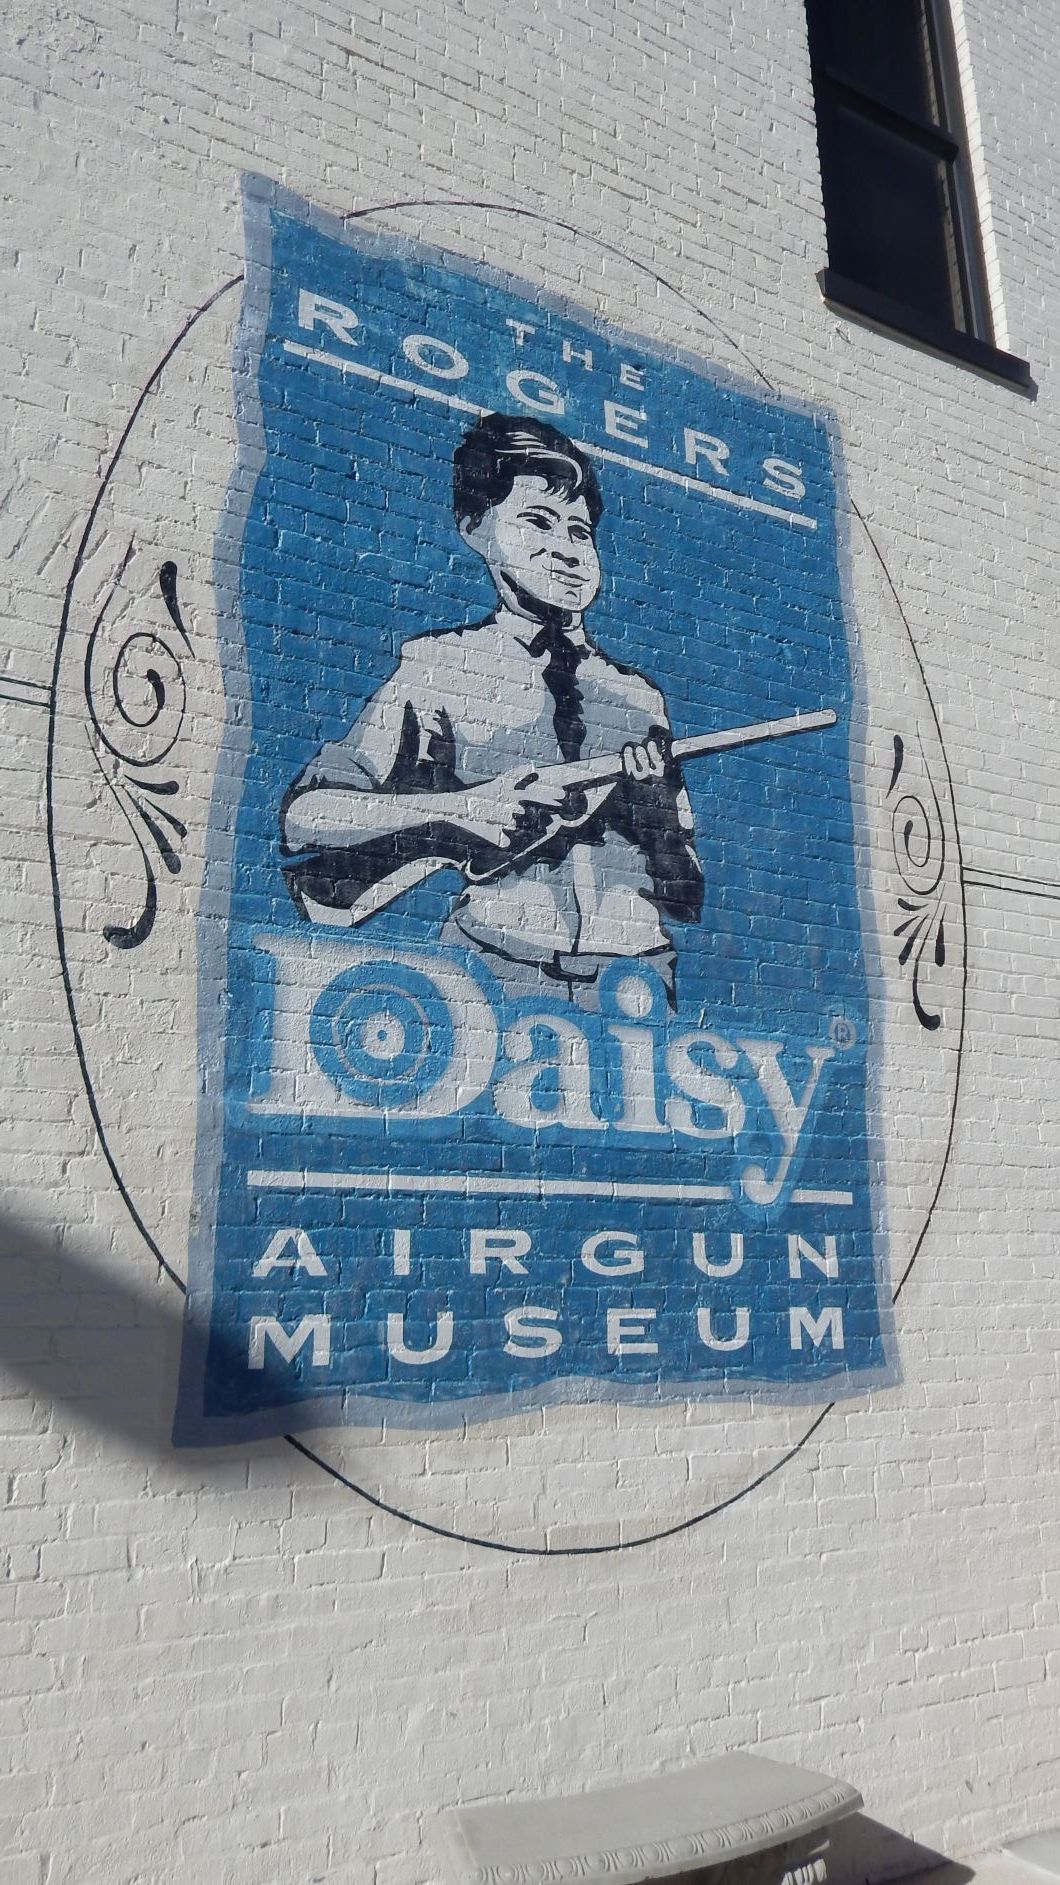 THE
ROGERS
Daisy®
AIRGUN
MUSEUM